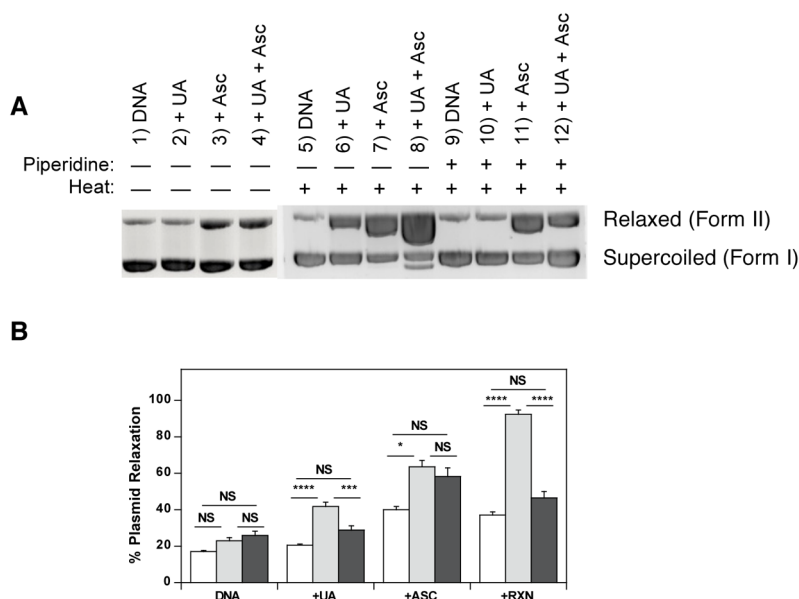 A
1) DNA
2) + UA
3) + Asc
4) + UA + Asc
5) DNA
6) + UA
7) + Asc
8) + UA + Asc
9) DNA
10) + UA
11) + Asc
12) + UA + Asc
Piperidine: — — — — — — — — + + + +
Heat: — — — — + + + + + + + +
Relaxed (Form II)
Supercoiled (Form I)
B
% Plasmid Relaxation
100
80
60
40
20
0
NS
NS NS
NS
**** ***
NS
* NS
NS
**** ****
DNA +UA +ASC +RXN